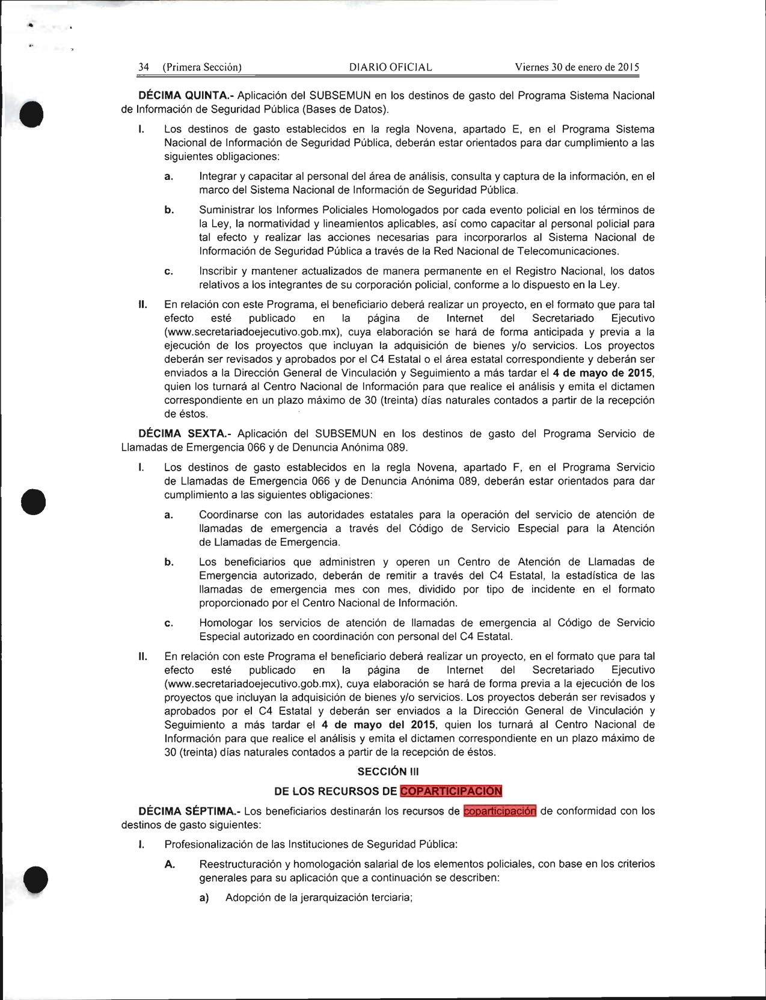 34 (Primera Sección) DIARIO OFICIAL Viernes 30 de enero de 2015
DÉCIMA QUINTA.- Aplicación del SUBSEMUN en los destinos de gasto del Programa Sistema Nacional
de Información de Seguridad Pública (Bases de Datos).
I. Los destinos de gasto establecidos en la regla Novena, apartado E, en el Programa Sistema
Nacional de Información de Seguridad Pública, deberán estar orientados para dar cumplimiento a las
siguientes obligaciones:
a. Integrar y capacitar al personal del área de análisis, consulta y captura de la información, en el
marco del Sistema Nacional de Información de Seguridad Pública.
b. Suministrar los Informes Policiales Homologados por cada evento policial en los términos de
la Ley, la normatividad y lineamientos aplicables, así como capacitar al personal policial para
tal efecto y realizar las acciones necesarias para incorporarlos al Sistema Nacional de
Información de Seguridad Pública a través de la Red Nacional de Telecomunicaciones.
c. Inscribir y mantener actualizados de manera permanente en el Registro Nacional, los datos
relativos a los integrantes de su corporación policial, conforme a lo dispuesto en la Ley.
II. En relación con este Programa, el beneficiario deberá realizar un proyecto, en el formato que para tal
efecto esté publicado en la página de Internet del Secretariado Ejecutivo
(www.secretariadoejecutivo.gob.mx), cuya elaboración se hará de forma anticipada y previa a la
ejecución de los proyectos que incluyan la adquisición de bienes y/o servicios. Los proyectos
deberán ser revisados y aprobados por el C4 Estatal o el área estatal correspondiente y deberán ser
enviados a la Dirección General de Vinculación y Seguimiento a más tardar el 4 de mayo de 2015,
quien los turnará al Centro Nacional de Información para que realice el análisis y emita el dictamen
correspondiente en un plazo máximo de 30 (treinta) días naturales contados a partir de la recepción
de éstos.
DÉCIMA SEXTA.- Aplicación del SUBSEMUN en los destinos de gasto del Programa Servicio de
Llamadas de Emergencia 066 y de Denuncia Anónima 089.
I. Los destinos de gasto establecidos en la regla Novena, apartado F, en el Programa Servicio
de Llamadas de Emergencia 066 y de Denuncia Anónima 089, deberán estar orientados para dar
cumplimiento a las siguientes obligaciones:
a. Coordinarse con las autoridades estatales para la operación del servicio de atención de
llamadas de emergencia a través del Código de Servicio Especial para la Atención
de Llamadas de Emergencia.
b. Los beneficiarios que administren y operen un Centro de Atención de Llamadas de
Emergencia autorizado, deberán de remitir a través del C4 Estatal, la estadística de las
llamadas de emergencia mes con mes, dividido por tipo de incidente en el formato
proporcionado por el Centro Nacional de Información.
c. Homologar los servicios de atención de llamadas de emergencia al Código de Servicio
Especial autorizado en coordinación con personal del C4 Estatal.
II. En relación con este Programa el beneficiario deberá realizar un proyecto, en el formato que para tal
efecto esté publicado en la página de Internet del Secretariado Ejecutivo
(www.secretariadoejecutivo.gob.mx), cuya elaboración se hará de forma previa a la ejecución de los
proyectos que incluyan la adquisición de bienes y/o servicios. Los proyectos deberán ser revisados y
aprobados por el C4 Estatal y deberán ser enviados a la Dirección General de Vinculación y
Seguimiento a más tardar el 4 de mayo del 2015, quien los turnará al Centro Nacional de
Información para que realice el análisis y emita el dictamen correspondiente en un plazo máximo de
30 (treinta) días naturales contados a partir de la recepción de éstos.
SECCIÓN III
DE LOS RECURSOS DE COPARTICIPACIÓN
DÉCIMA SÉPTIMA.- Los beneficiarios destinarán los recursos de coparticipación de conformidad con los
destinos de gasto siguientes:
I. Profesionalización de las Instituciones de Seguridad Pública:
A. Reestructuración y homologación salarial de los elementos policiales, con base en los criterios
generales para su aplicación que a continuación se describen:
a) Adopción de la jerarquización terciaria;